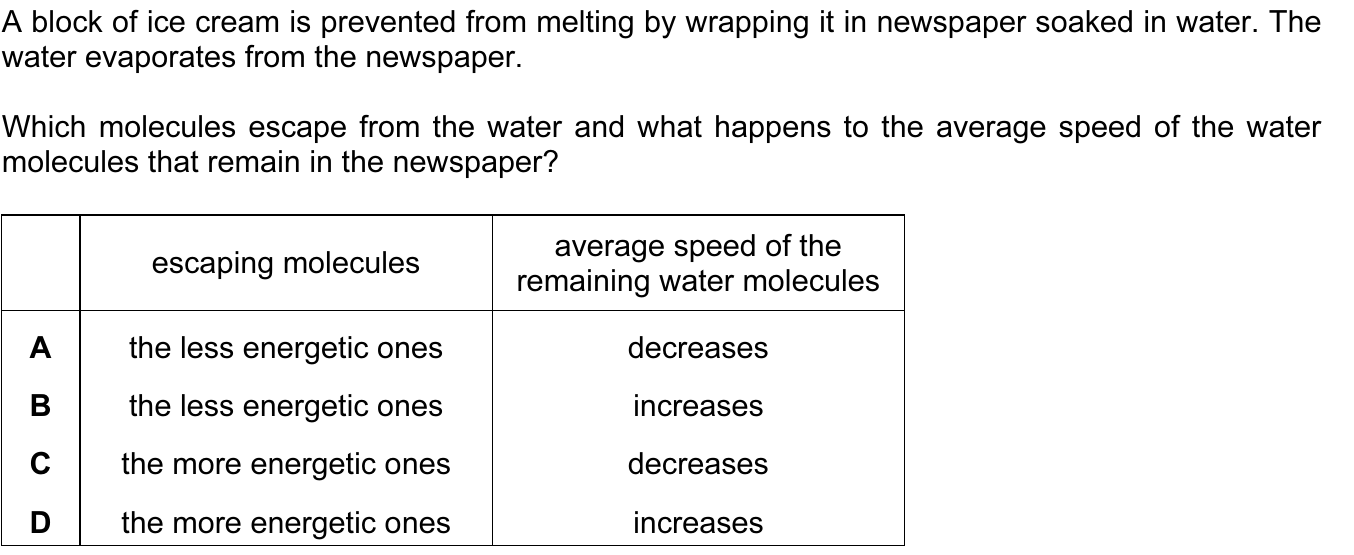 A block of ice cream is prevented from melting by wrapping it in newspaper soaked in water. The
water evaporates from the newspaper.
Which molecules escape from the water and what happens to the average speed of the water
molecules that remain in the newspaper?
escaping molecules
average speed of the
remaining water molecules
A the less energetic ones decreases
B the less energetic ones increases
C the more energetic ones decreases
D the more energetic ones increases